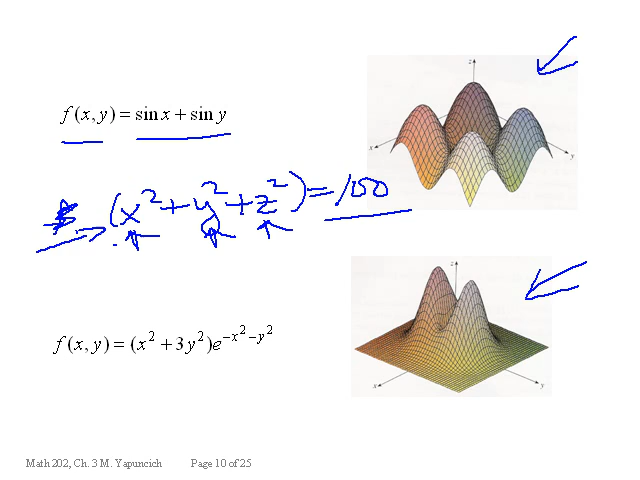 f(x, y) = sin x + sin y
z
x
y
(x² + y² + z²) = 100
z
f(x, y) = (x² + 3y²)e^{-x²-y²}
x
y
Math 202, Ch. 3 M. Yapuncich Page 10 of 25